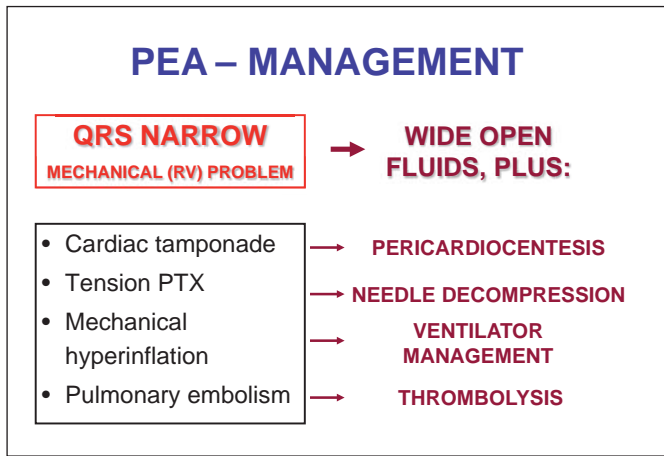 PEA – MANAGEMENT
QRS NARROW
MECHANICAL (RV) PROBLEM
WIDE OPEN
FLUIDS, PLUS:
• Cardiac tamponade
PERICARDIOCENTESIS
• Tension PTX
NEEDLE DECOMPRESSION
• Mechanical
hyperinflation
VENTILATOR
MANAGEMENT
• Pulmonary embolism
THROMBOLYSIS